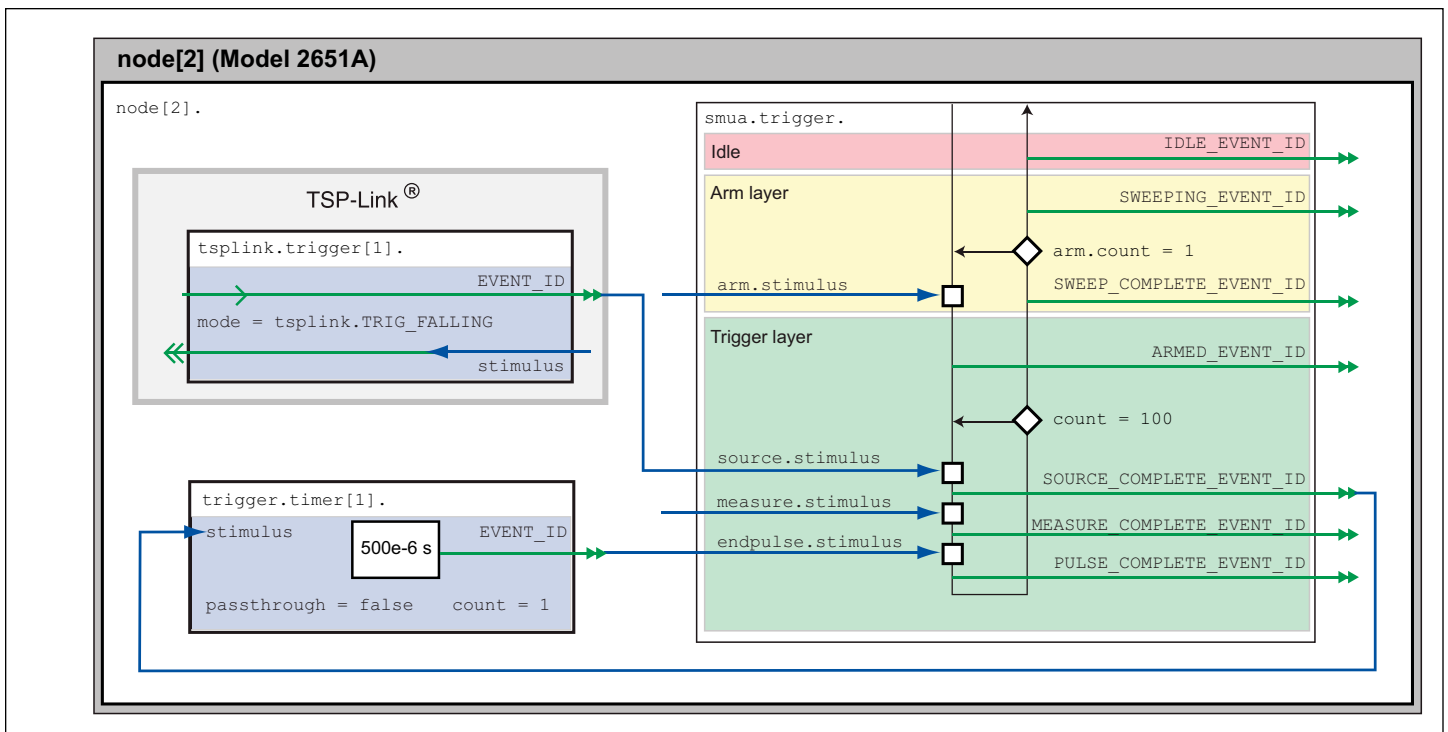 node[2] (Model 2651A)
node[2].
TSP-Link ®
tsplink.trigger[1].
EVENT_ID
mode = tsplink.TRIG_FALLING
stimulus
trigger.timer[1].
stimulus
500e-6 s
EVENT_ID
passthrough = false count = 1
smua.trigger.
Idle
IDLE_EVENT_ID
Arm layer
SWEEPING_EVENT_ID
arm.count = 1
arm.stimulus
SWEEP_COMPLETE_EVENT_ID
Trigger layer
ARMED_EVENT_ID
count = 100
source.stimulus
SOURCE_COMPLETE_EVENT_ID
measure.stimulus
MEASURE_COMPLETE_EVENT_ID
endpulse.stimulus
PULSE_COMPLETE_EVENT_ID